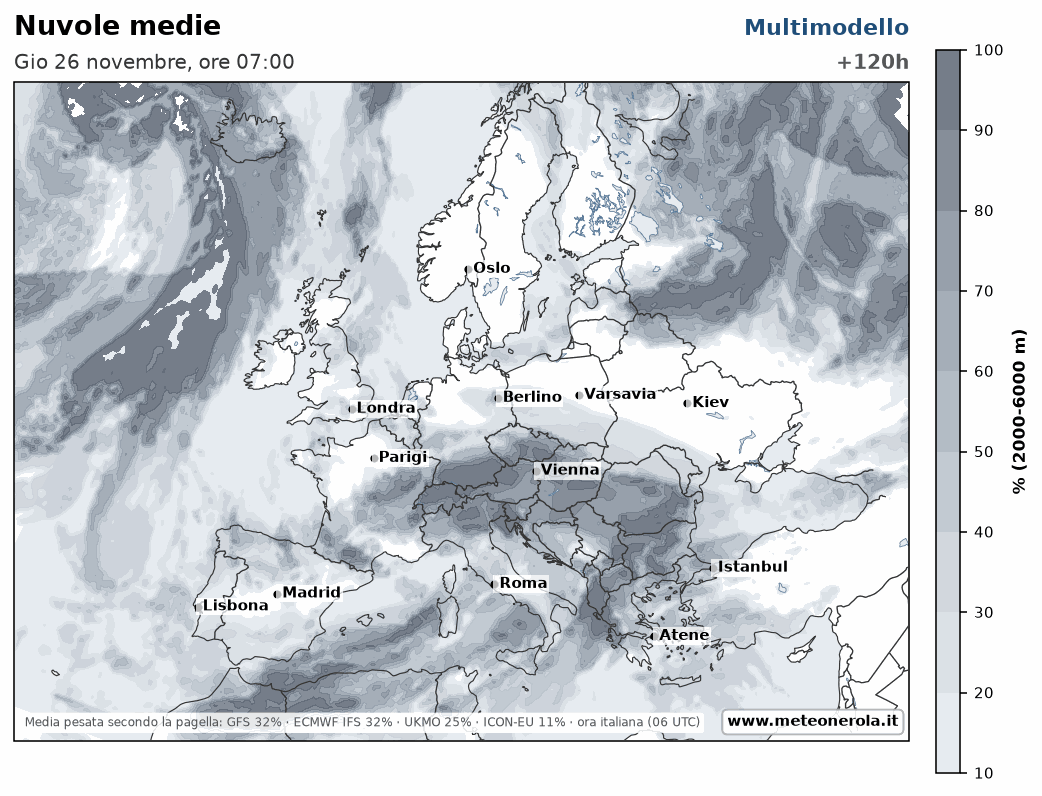 Nuvole medie
Multimodello
Gio 26 novembre, ore 07:00
+120h
100
90
80
70
60
50
40
30
20
10
% (2000-6000 m)
Oslo
Londra
Berlino
Varsavia
Kiev
Parigi
Vienna
Istanbul
Roma
Madrid
Lisbona
Atene
Media pesata secondo la pagella: GFS 32% · ECMWF IFS 32% · UKMO 25% · ICON-EU 11% · ora italiana (06 UTC)
www.meteonerola.it